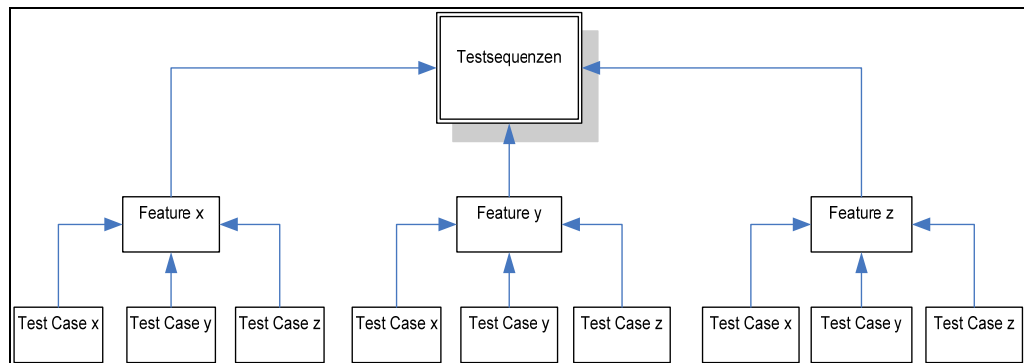 Testsequenzen
Feature x
Feature y
Feature z
Test Case x
Test Case y
Test Case z
Test Case x
Test Case y
Test Case z
Test Case x
Test Case y
Test Case z